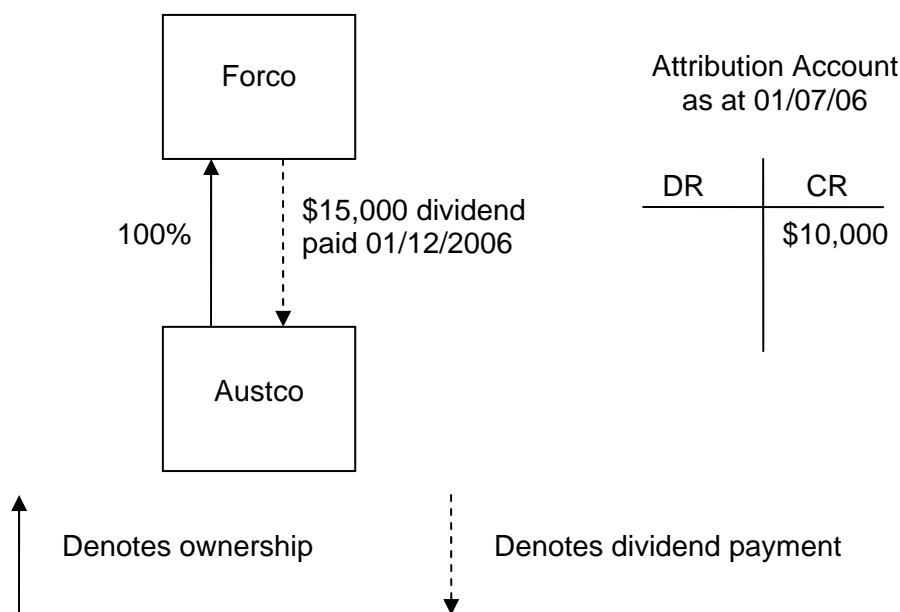 Forco
Attribution Account
as at 01/07/06
DR CR
$10,000
100%
$15,000 dividend
paid 01/12/2006
Austco
Denotes ownership
Denotes dividend payment